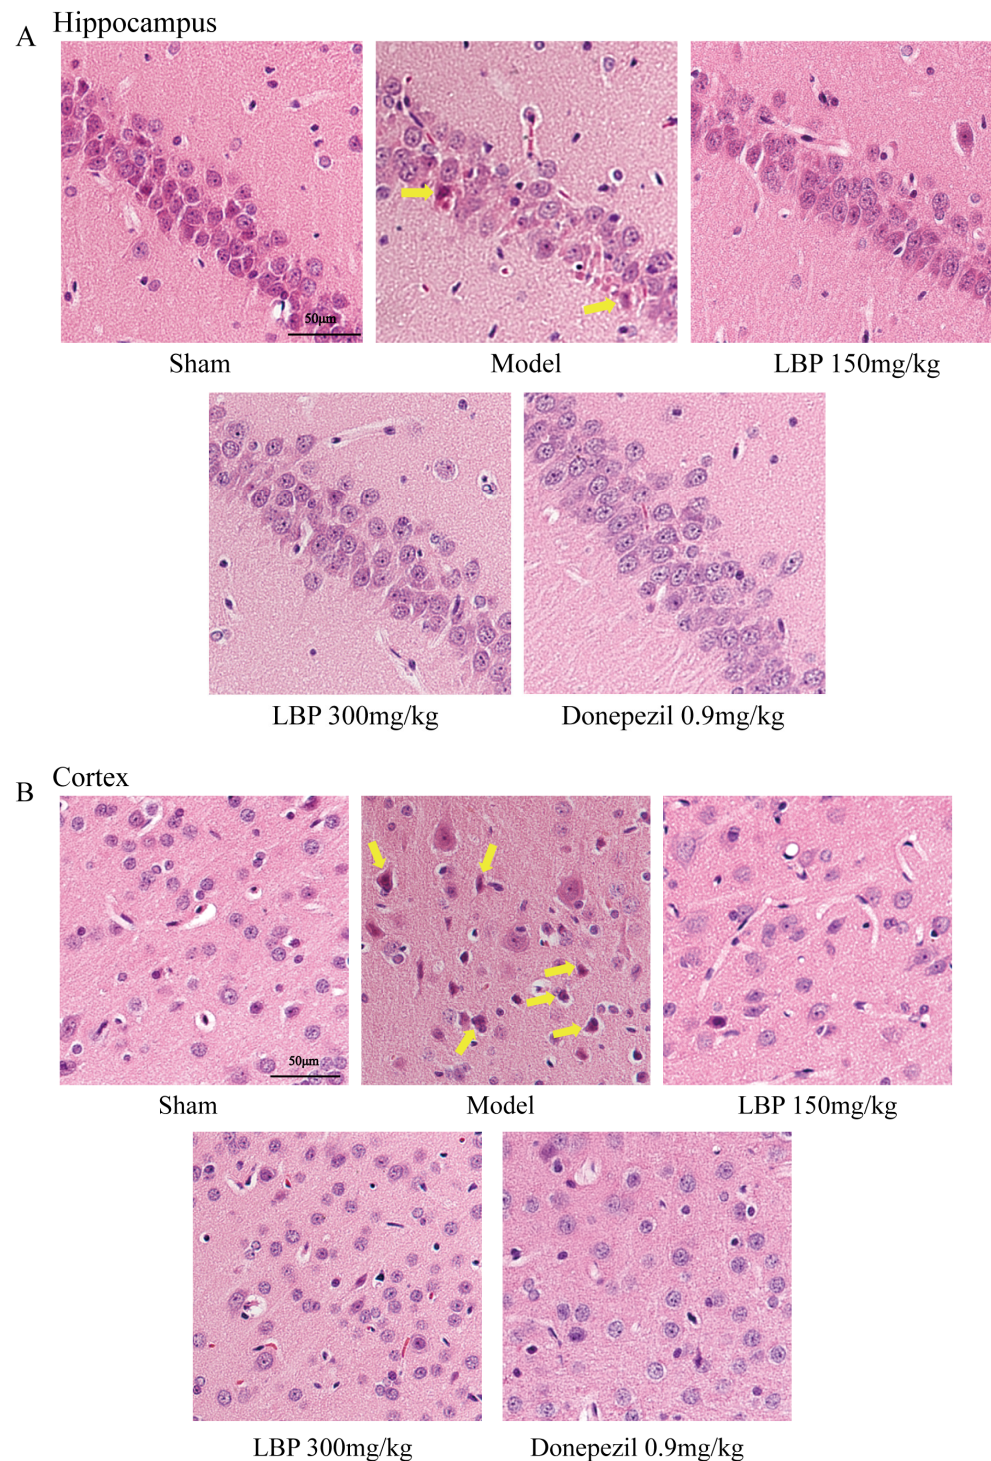 A
Hippocampus
50μm
Sham
Model
LBP 150mg/kg
LBP 300mg/kg
Donepezil 0.9mg/kg
B
Cortex
50μm
Sham
Model
LBP 150mg/kg
LBP 300mg/kg
Donepezil 0.9mg/kg